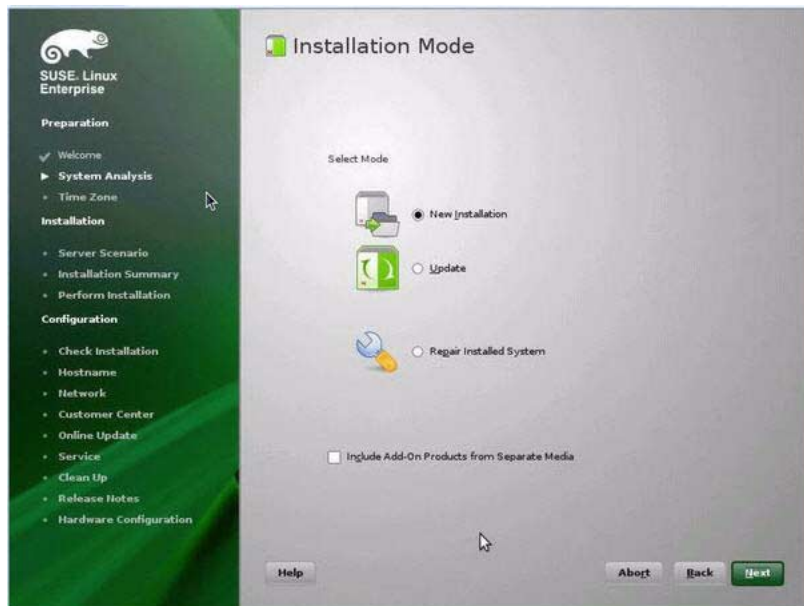 SUSE. Linux
Enterprise
Preparation
Welcome
System Analysis
Time Zone
Installation
Server Scenario
Installation Summary
Perform Installation
Configuration
Check Installation
Hostname
Network
Customer Center
Online Update
Service
Clean Up
Release Notes
Hardware Configuration
Installation Mode
Select Mode
New Installation
Update
Repair Installed System
Include Add-On Products from Separate Media
Help
Abort
Back
Next